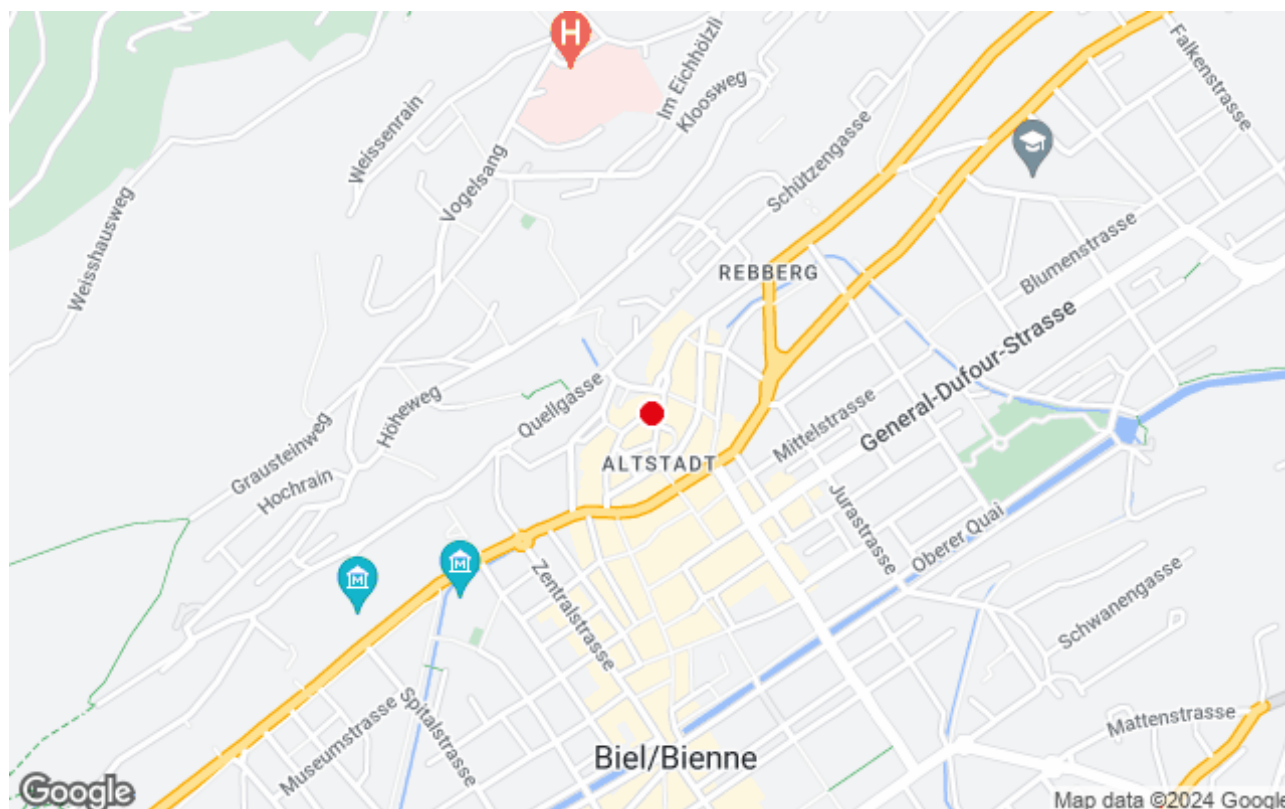 H
Falkenstrasse
Im Eichhölzli
Kloosweg
Weissenrain
Vogelsang
Schützengasse
Weisshausweg
REBBERG
Blumenstrasse
General-Dufour-Strasse
Quellgasse
Höheweg
Mittelstrasse
Grausteinweg
Hochrain
ALTSTADT
Jurastrasse
Oberer Quai
M
M
Zentralstrasse
Schwanengasse
Museumstrasse
Spitalstrasse
Mattenstrasse
Biel/Bienne
Google
Map data ©2024 Google